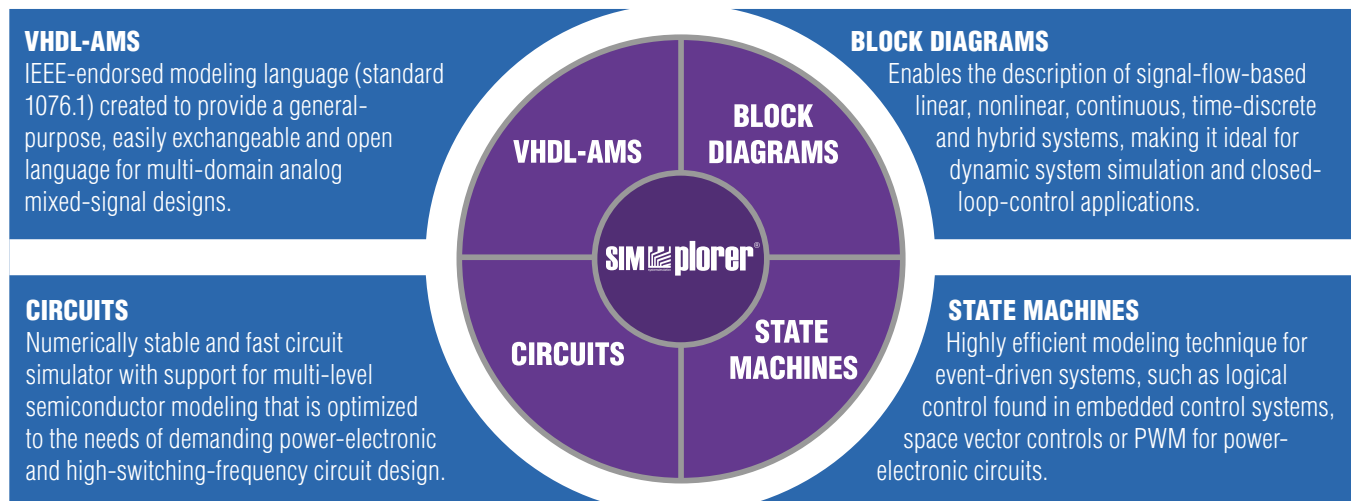 VHDL-AMS
IEEE-endorsed modeling language (standard
1076.1) created to provide a general-
purpose, easily exchangeable and open
language for multi-domain analog
mixed-signal designs.
BLOCK DIAGRAMS
Enables the description of signal-flow-based
linear, nonlinear, continuous, time-discrete
and hybrid systems, making it ideal for
dynamic system simulation and closed-
loop-control applications.
VHDL-AMS
BLOCK
DIAGRAMS
SIMplorer®
CIRCUITS
STATE
MACHINES
CIRCUITS
Numerically stable and fast circuit
simulator with support for multi-level
semiconductor modeling that is optimized
to the needs of demanding power-electronic
and high-switching-frequency circuit design.
STATE MACHINES
Highly efficient modeling technique for
event-driven systems, such as logical
control found in embedded control systems,
space vector controls or PWM for power-
electronic circuits.